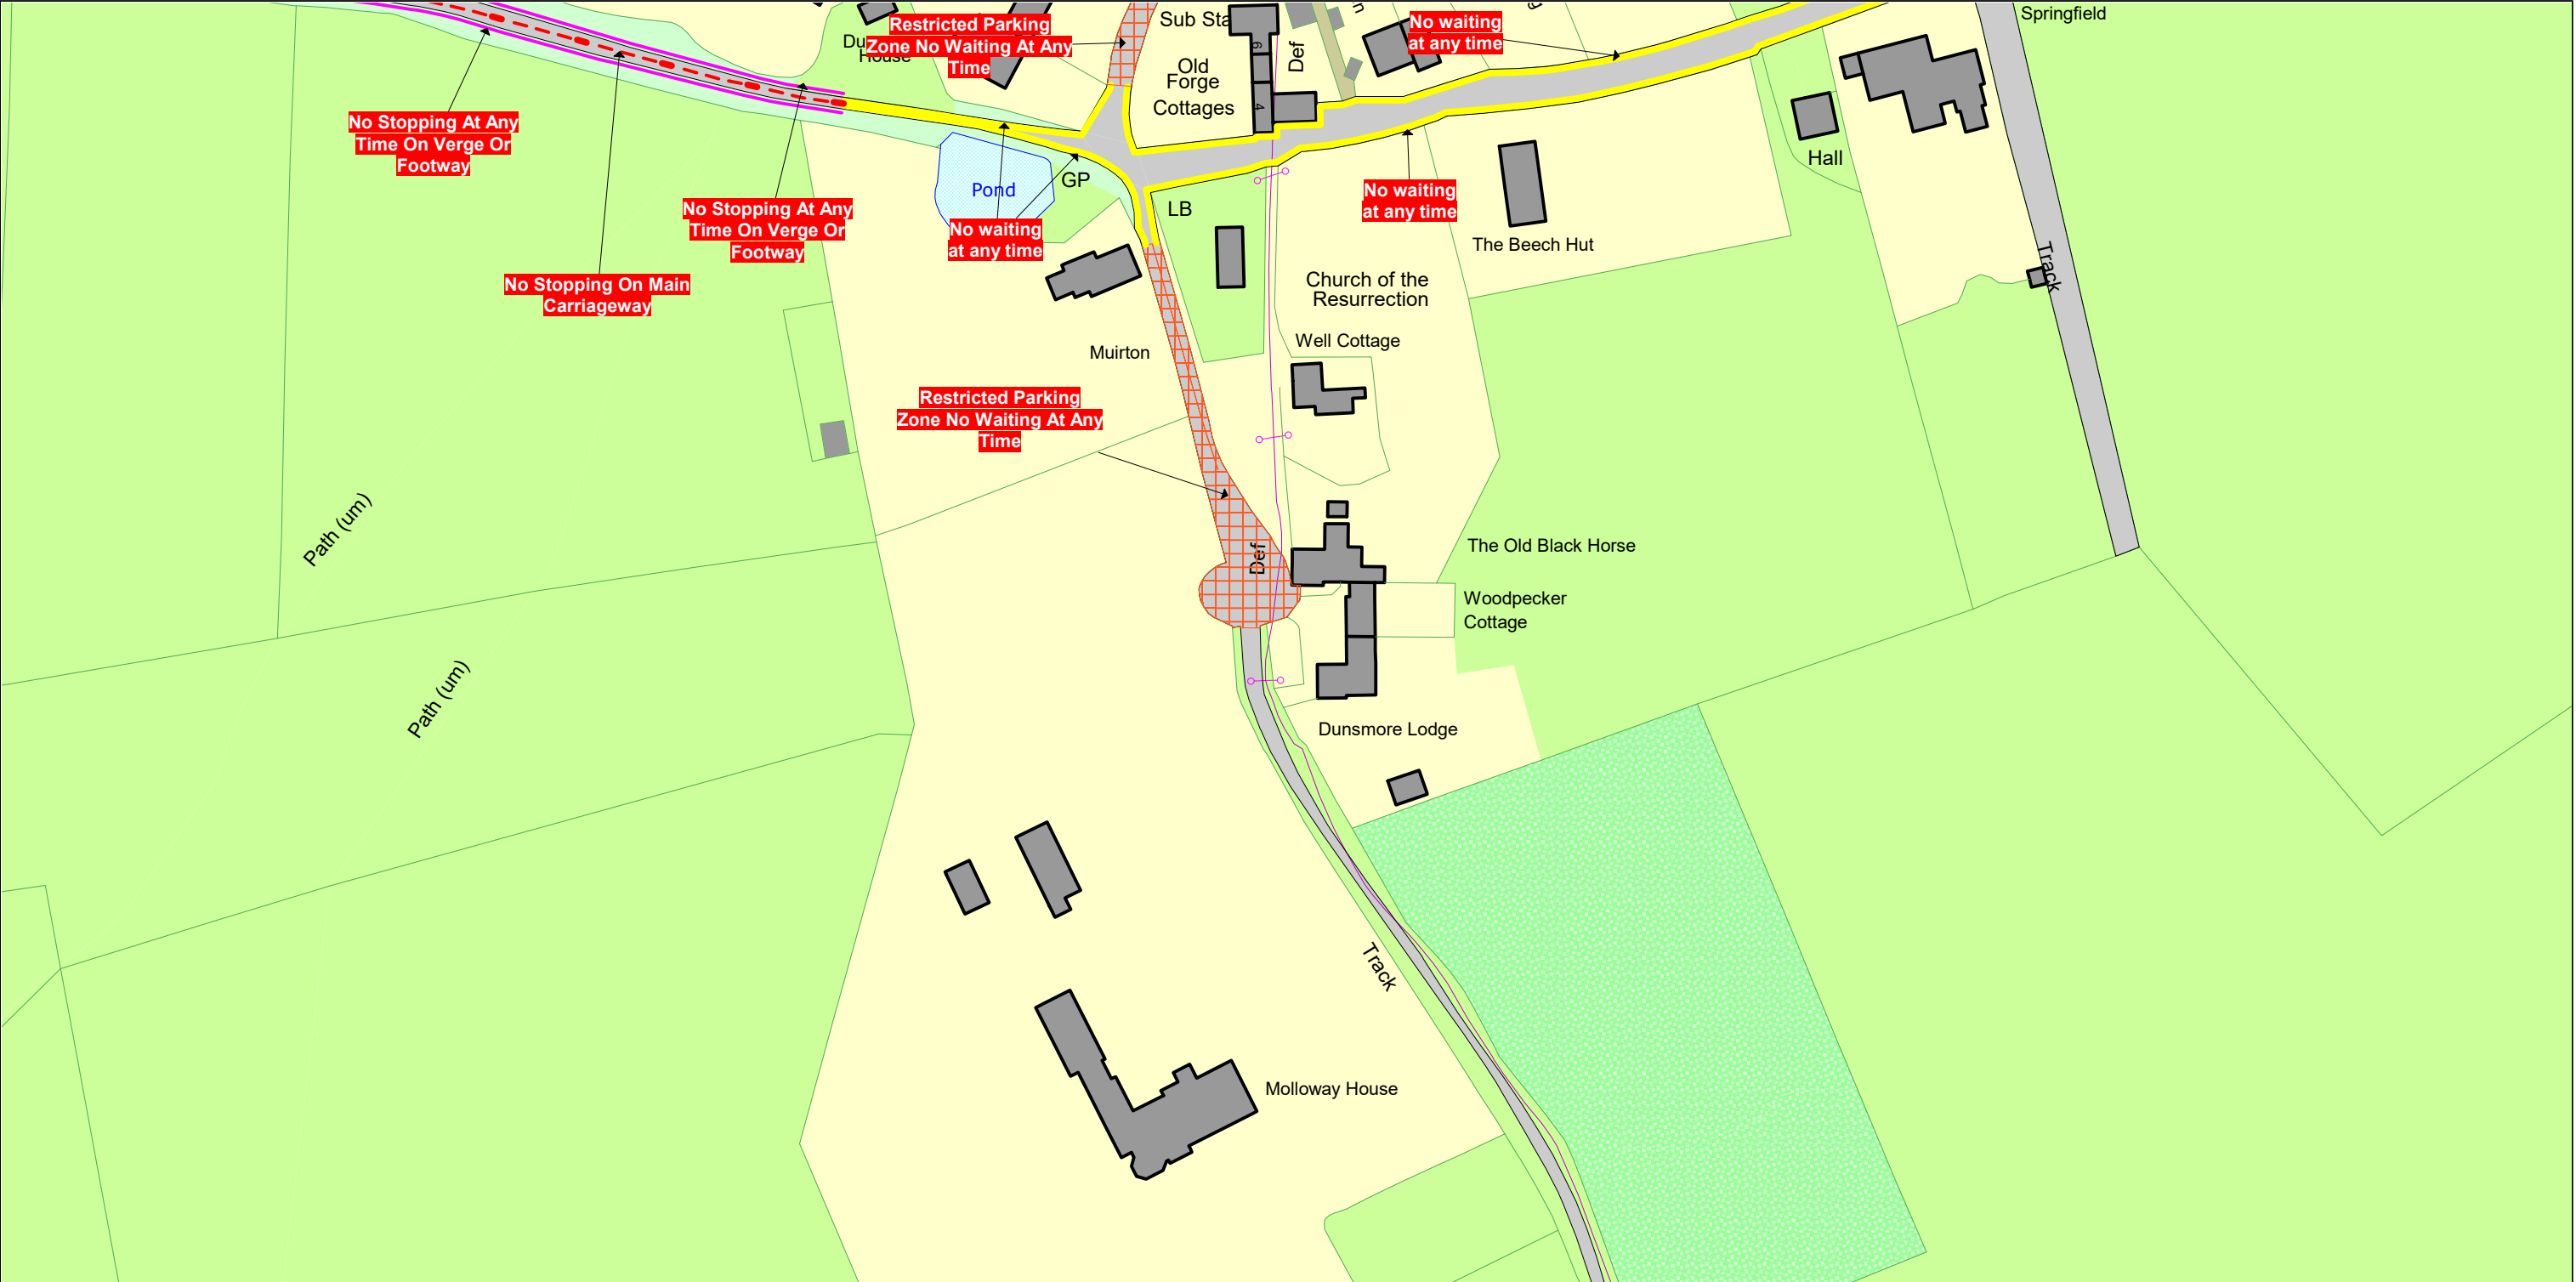 Springfield
Restricted Parking
Zone No Waiting At Any
Time
Sub Sta
No waiting
at any time
House
Old
Forge
Cottages
6
4
Def
No Stopping At Any
Time On Verge Or
Footway
Hall
Pond
GP
LB
No waiting
at any time
No Stopping At Any
Time On Verge Or
Footway
No waiting
at any time
The Beech Hut
No Stopping On Main
Carriageway
Church of the
Resurrection
Track
Muirton
Well Cottage
Restricted Parking
Zone No Waiting At Any
Time
Path (um)
Def
The Old Black Horse
Woodpecker
Cottage
Path (um)
Dunsmore Lodge
Track
Molloway House